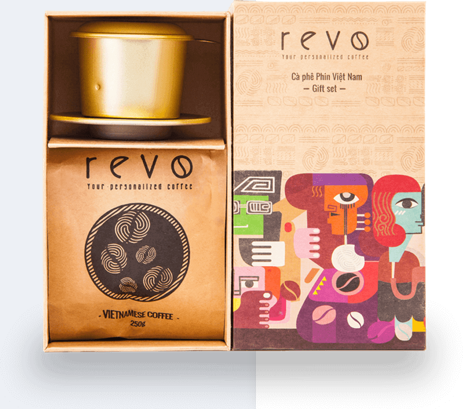 revo
Your personalized coffee
- VIETNAMESE COFFEE -
250g
revo
Your personalized coffee
Cà phê Phin Việt Nam
– Gift set –